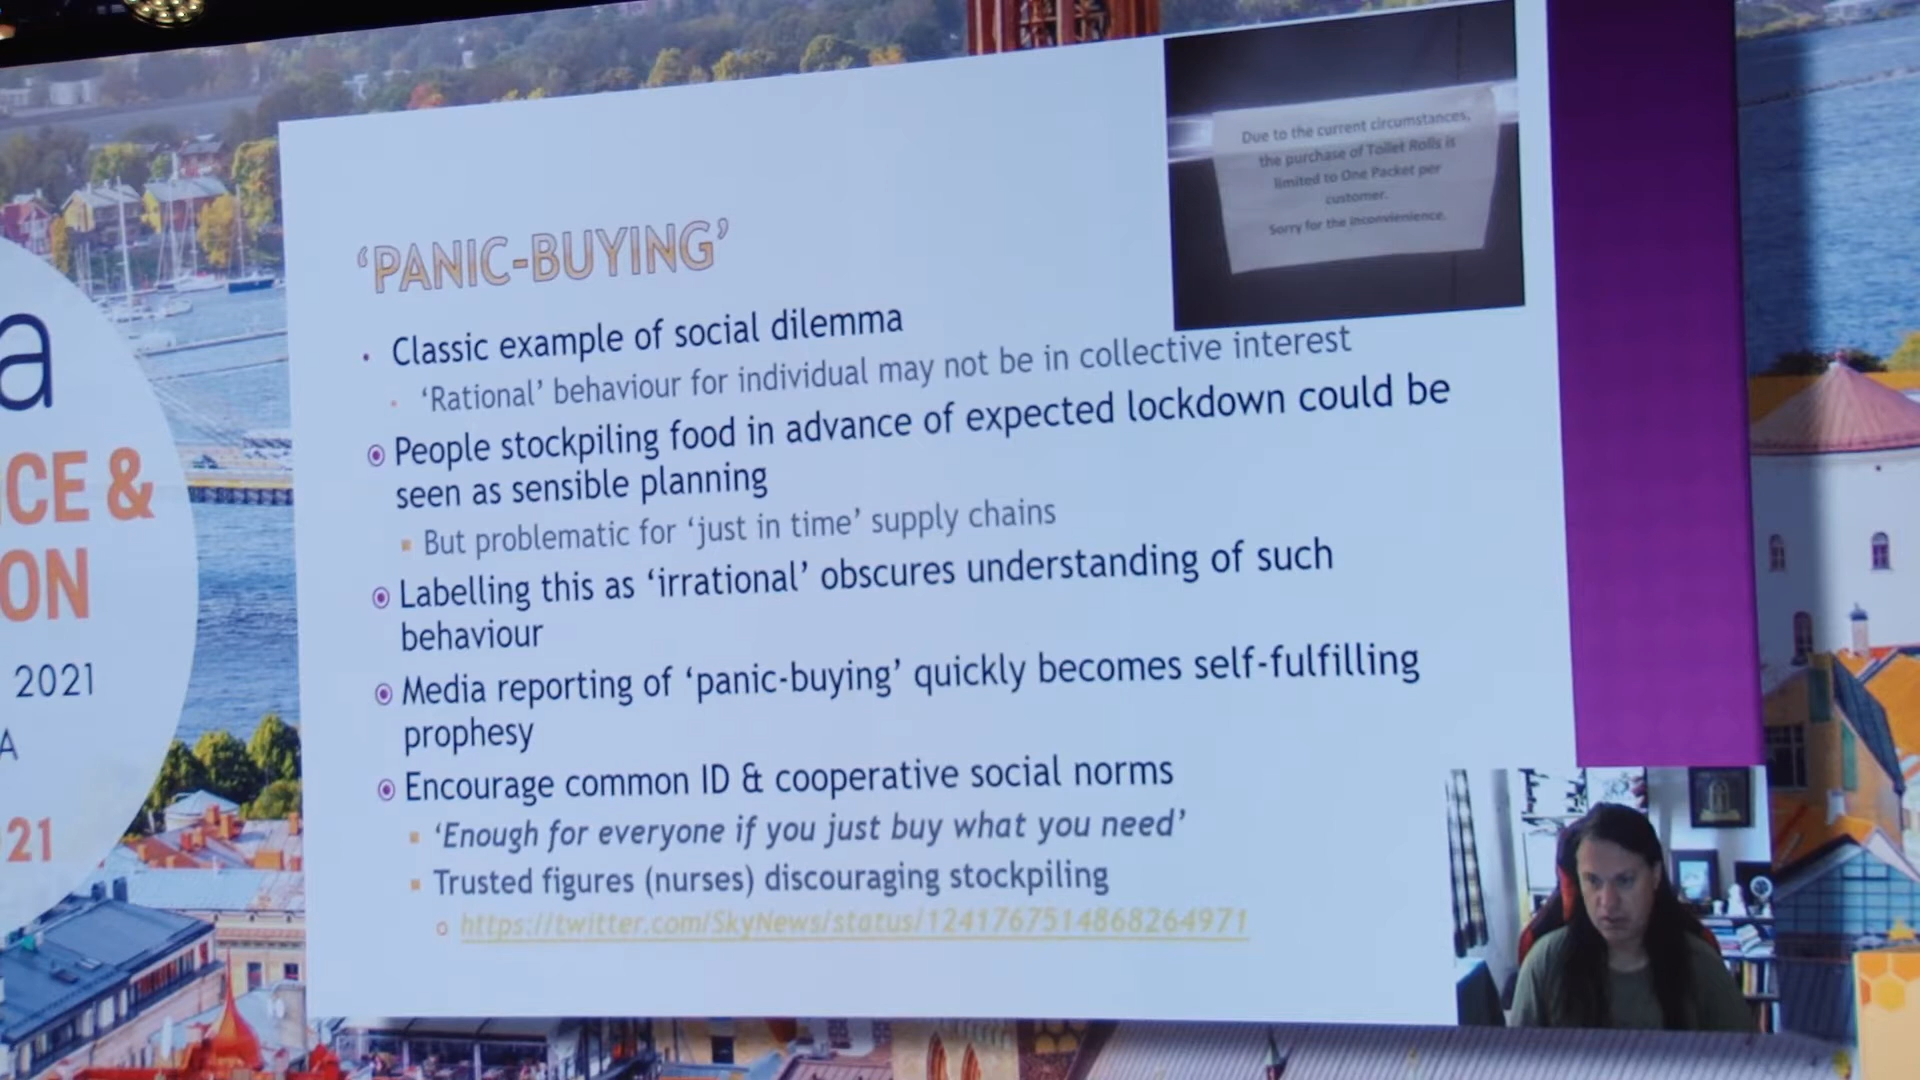 a
CE &
ON
2021
A
21
Due to the current circumstances,
the purchase of Toilet Rolls is
limited to One Packet per
customer.
Sorry for the inconvienience.
‘PANIC-BUYING’
• Classic example of social dilemma
• ‘Rational’ behaviour for individual may not be in collective interest
People stockpiling food in advance of expected lockdown could be
seen as sensible planning
But problematic for ‘just in time’ supply chains
Labelling this as ‘irrational’ obscures understanding of such
behaviour
Media reporting of ‘panic-buying’ quickly becomes self-fulfilling
prophesy
Encourage common ID & cooperative social norms
‘Enough for everyone if you just buy what you need’
Trusted figures (nurses) discouraging stockpiling
https://twitter.com/SkyNews/status/1241767514868264971